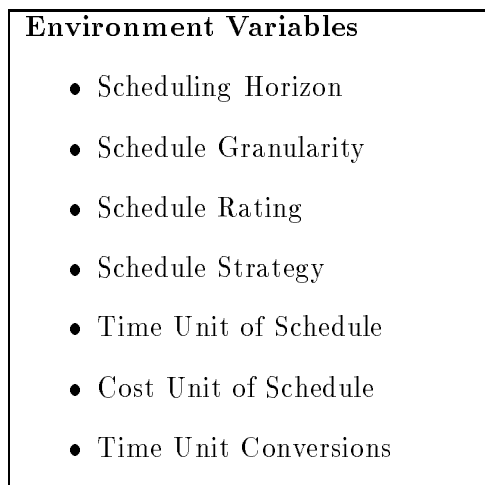 Environment Variables
• Scheduling Horizon
• Schedule Granularity
• Schedule Rating
• Schedule Strategy
• Time Unit of Schedule
• Cost Unit of Schedule
• Time Unit Conversions